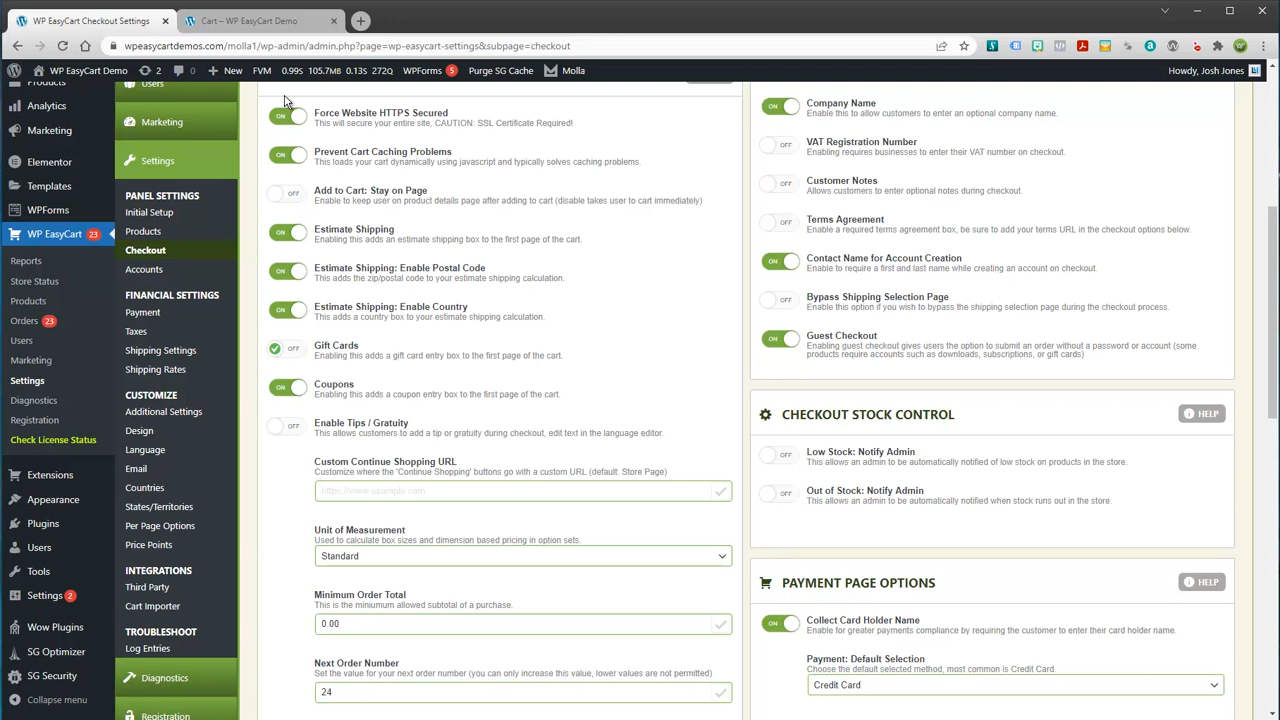 WP EasyCart Checkout Settings
Cart – WP EasyCart Demo
wpeasycartdemos.com/molla1/wp-admin/admin.php?page=wp-easycart-settings&subpage=checkout
WP EasyCart Demo
2
0
New
FVM
0.99s 105.7MB 0.13s 272Q
WPForms 5
Purge SG Cache
Molla
Howdy, Josh Jones
Products
Analytics
Marketing
Elementor
Templates
WPForms
WP EasyCart 23
Reports
Store Status
Products
Orders 23
Users
Marketing
Settings
Diagnostics
Registration
Check License Status
Extensions
Appearance
Plugins
Users
Tools
Settings 2
Wow Plugins
SG Optimizer
SG Security
Collapse menu
Users
Marketing
Settings
PANEL SETTINGS
Initial Setup
Products
Checkout
Accounts
FINANCIAL SETTINGS
Payment
Taxes
Shipping Settings
Shipping Rates
CUSTOMIZE
Additional Settings
Design
Language
Email
Countries
States/Territories
Per Page Options
Price Points
INTEGRATIONS
Third Party
Cart Importer
TROUBLESHOOT
Log Entries
Diagnostics
Registration
ON
Force Website HTTPS Secured
This will secure your entire site, CAUTION: SSL Certificate Required!
ON
Prevent Cart Caching Problems
This loads your cart dynamically using javascript and typically solves caching problems.
OFF
Add to Cart: Stay on Page
Enable to keep user on product details page after adding to cart (disable takes user to cart immediately)
ON
Estimate Shipping
Enabling this adds an estimate shipping box to the first page of the cart.
ON
Estimate Shipping: Enable Postal Code
This adds the zip/postal code to your estimate shipping calculation.
ON
Estimate Shipping: Enable Country
This adds a country box to your estimate shipping calculation.
OFF
Gift Cards
Enabling this adds a gift card entry box to the first page of the cart.
ON
Coupons
Enabling this adds a coupon entry box to the first page of the cart.
OFF
Enable Tips / Gratuity
This allows customers to add a tip or gratuity during checkout, edit text in the language editor.
Custom Continue Shopping URL
Customize where the 'Continue Shopping' buttons go with a custom URL (default: Store Page)
https://www.example.com
Unit of Measurement
Used to calculate box sizes and dimension based pricing in option sets.
Standard
Minimum Order Total
This is the minimium allowed subtotal of a purchase.
0.00
Next Order Number
Set the value for your next order number (you can only increase this value, lower values are not permitted)
24
ON
Company Name
Enable this to allow customers to enter an optional company name.
OFF
VAT Registration Number
Enabling requires businesses to enter their VAT number on checkout.
OFF
Customer Notes
Allows customers to enter optional notes during checkout.
OFF
Terms Agreement
Enable a required terms agreement box, be sure to add your terms URL in the checkout options below.
ON
Contact Name for Account Creation
Enable to require a first and last name while creating an account on checkout.
OFF
Bypass Shipping Selection Page
Enable this option if you wish to bypass the shipping selection page during the checkout process.
ON
Guest Checkout
Enabling guest checkout gives users the option to submit an order without a password or account (some
products require accounts such as downloads, subscriptions, or gift cards)
CHECKOUT STOCK CONTROL
HELP
OFF
Low Stock: Notify Admin
This allows an admin to be automatically notified of low stock on products in the store.
OFF
Out of Stock: Notify Admin
This allows an admin to be automatically notified when stock runs out in the store.
PAYMENT PAGE OPTIONS
HELP
ON
Collect Card Holder Name
Enable for greater payments compliance by requiring the customer to enter their card holder name.
Payment: Default Selection
Choose the default selected method, most common is Credit Card.
Credit Card